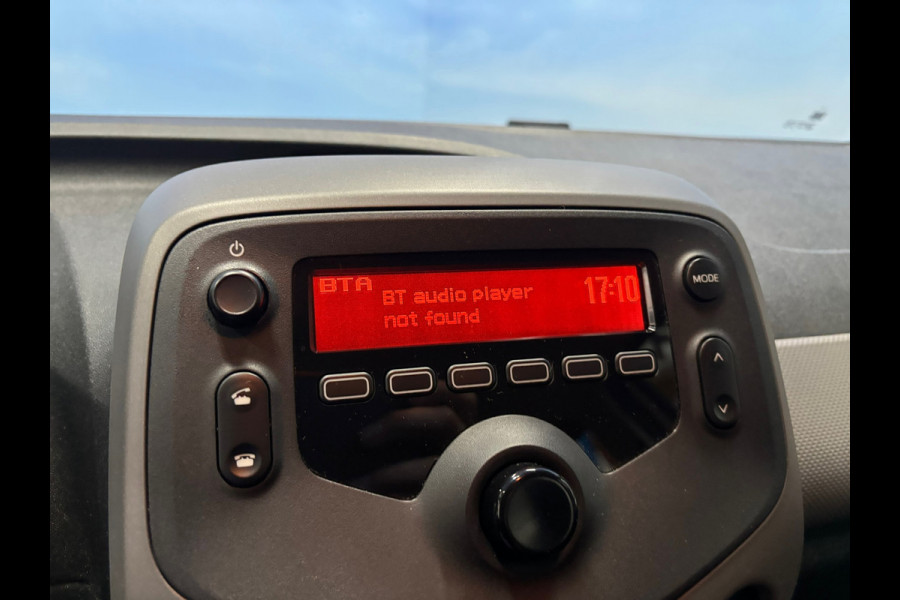 BTA
BT audio player
not found
17:10
MODE